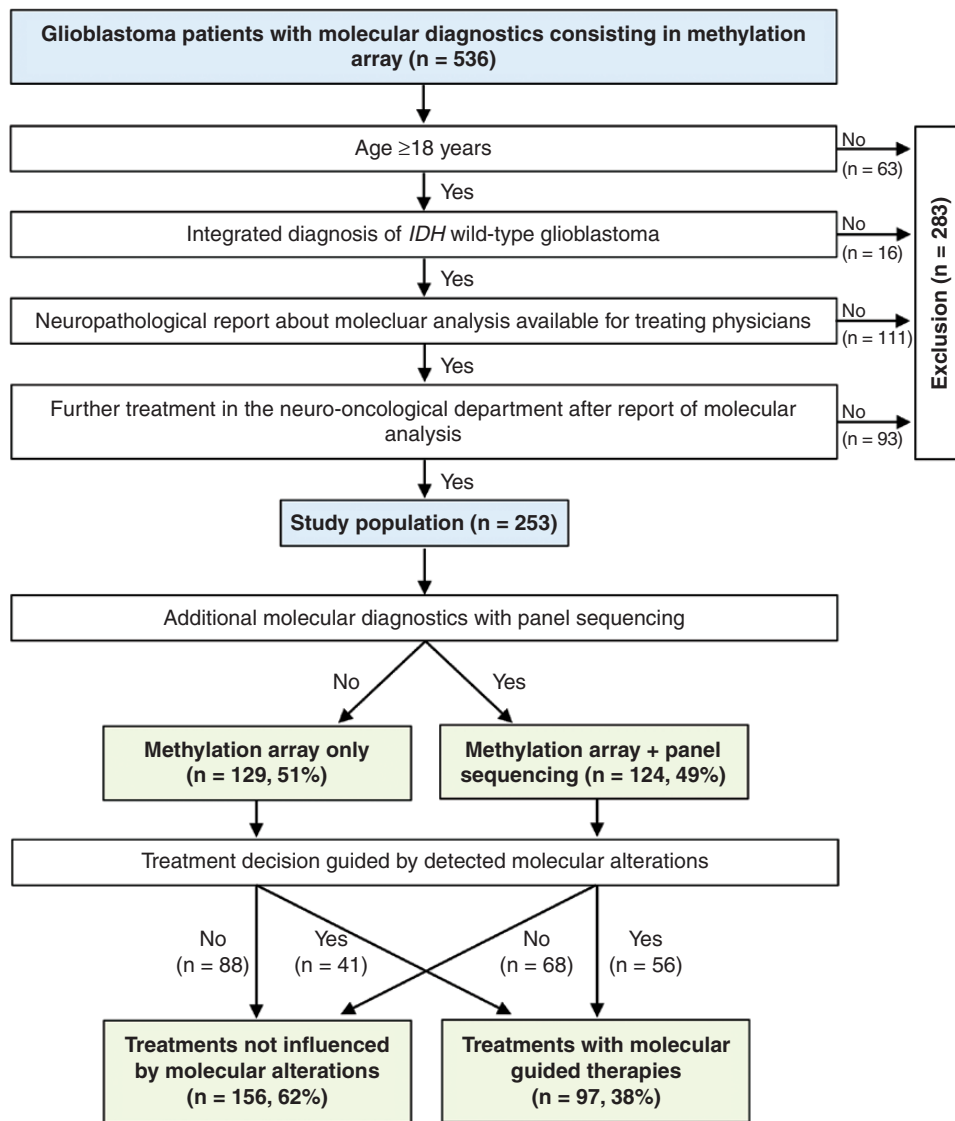 Glioblastoma patients with molecular diagnostics consisting in methylation
array (n = 536)
Age ≥18 years
No
(n = 63)
Yes
Integrated diagnosis of IDH wild-type glioblastoma
No
(n = 16)
Yes
Neuropathological report about molecluar analysis available for treating physicians
No
(n = 111)
Yes
Further treatment in the neuro-oncological department after report of molecular
analysis
No
(n = 93)
Exclusion (n = 283)
Yes
Study population (n = 253)
Additional molecular diagnostics with panel sequencing
No
Yes
Methylation array only
(n = 129, 51%)
Methylation array + panel
sequencing (n = 124, 49%)
Treatment decision guided by detected molecular alterations
No
(n = 88)
Yes
(n = 41)
No
(n = 68)
Yes
(n = 56)
Treatments not influenced
by molecular alterations
(n = 156, 62%)
Treatments with molecular
guided therapies
(n = 97, 38%)